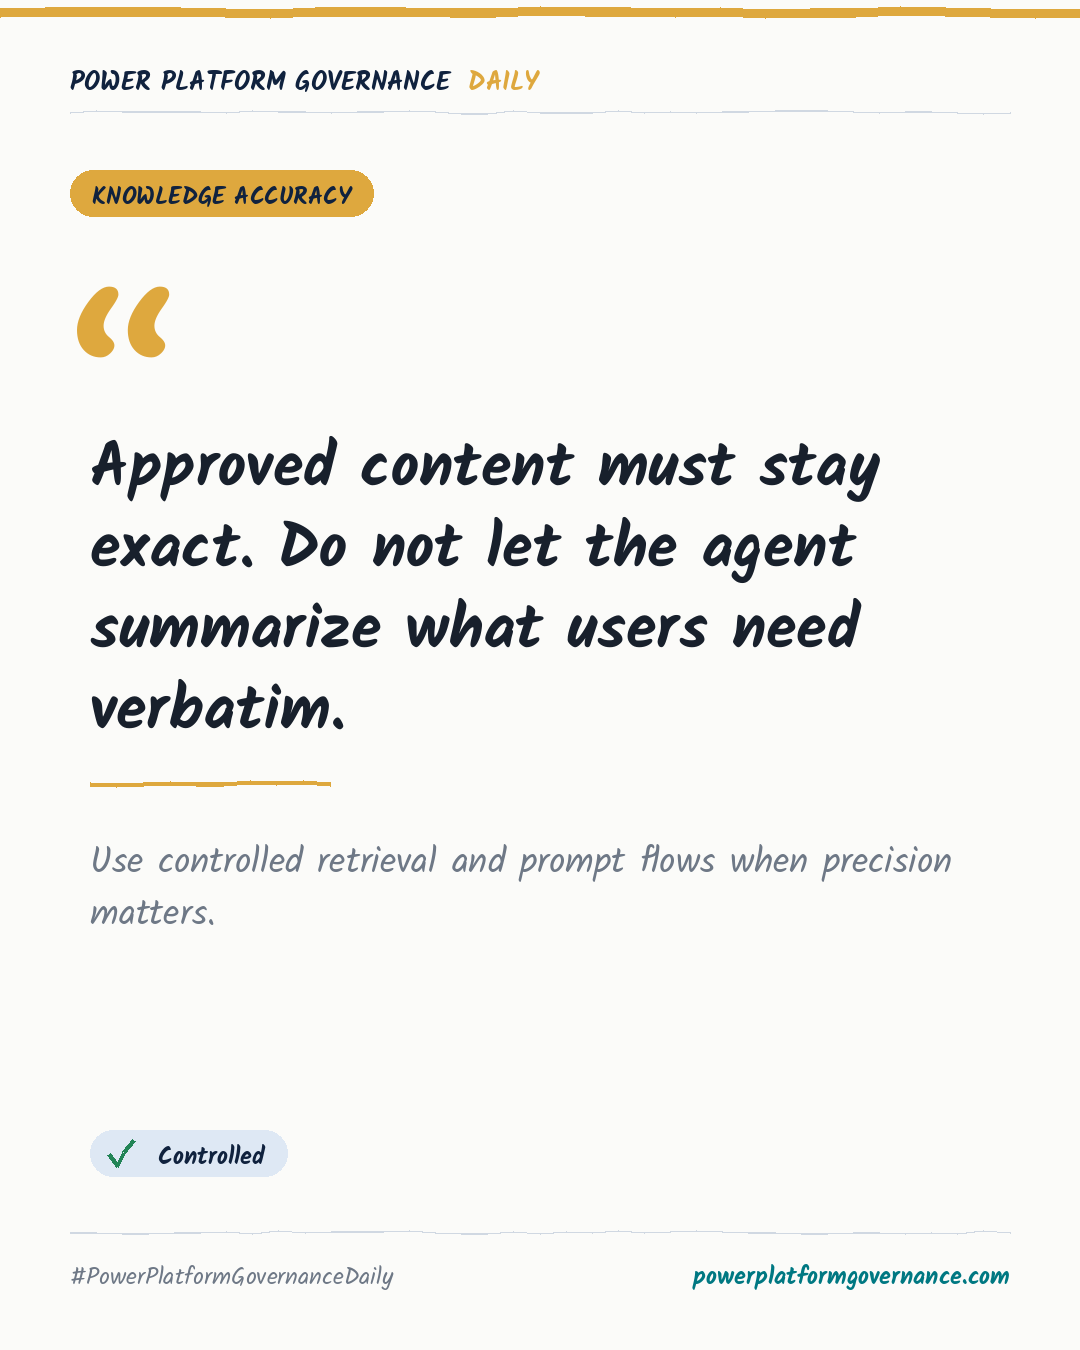 POWER PLATFORM GOVERNANCE DAILY
KNOWLEDGE ACCURACY
“
Approved content must stay
exact. Do not let the agent
summarize what users need
verbatim.
Use controlled retrieval and prompt flows when precision
matters.
✓ Controlled
#PowerPlatformGovernanceDaily powerplatformgovernance.com